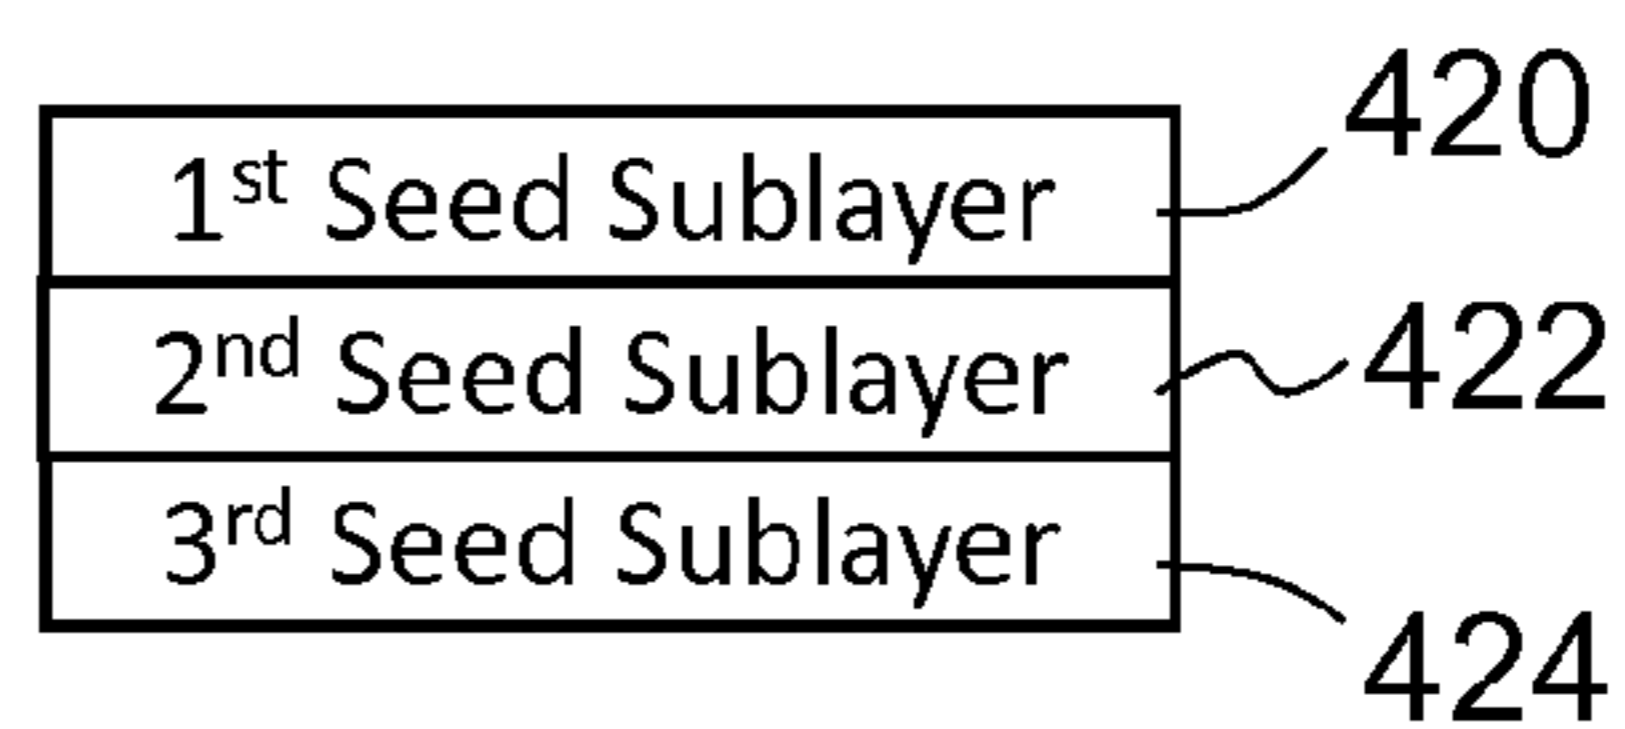 420
1st Seed Sublayer
2nd Seed Sublayer
422
3rd Seed Sublayer
424